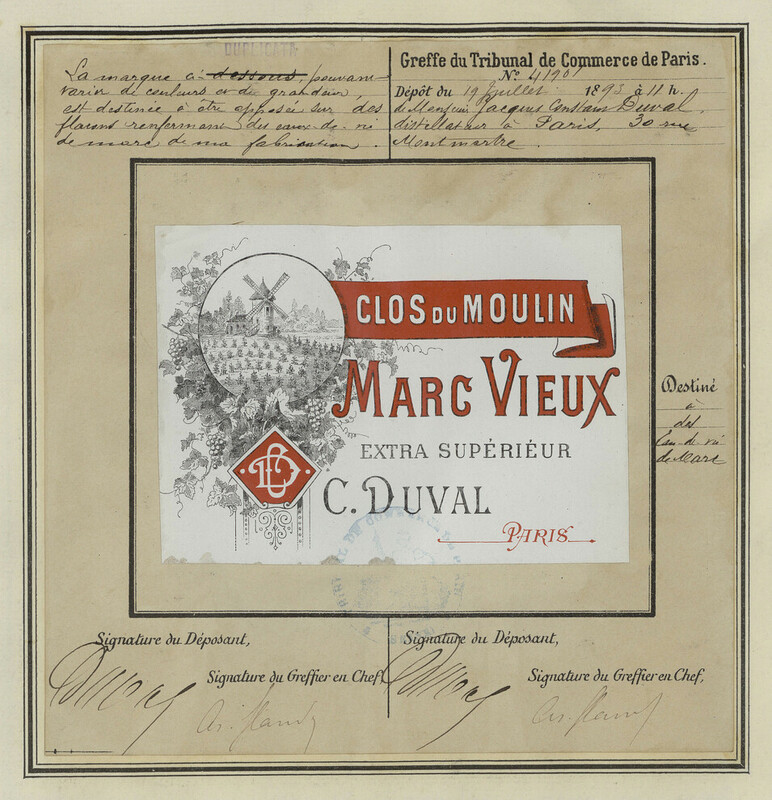 DUPLICATA
La marque ci-dessous, pouvant
varier de couleurs et de grandeur,
est destinée à être apposée sur des
flacons renfermant des eaux-de-vie
de marc de ma fabrication.
Greffe du Tribunal de Commerce de Paris.
N° 41901
Dépôt du 19 Juillet 1893 à 11 h.
de Monsieur Jacques Constant Duval,
distillateur à Paris, 30 rue
Montmartre.
CLOS DU MOULIN
MARC VIEUX
EXTRA SUPÉRIÉUR
C. DUVAL
PARIS
Destiné
à
des
Eau-de-vie
de Marc
Signature du Déposant,
Signature du Greffier en Chef,
Duval
Signature du Déposant,
Signature du Greffier en Chef,
Duval